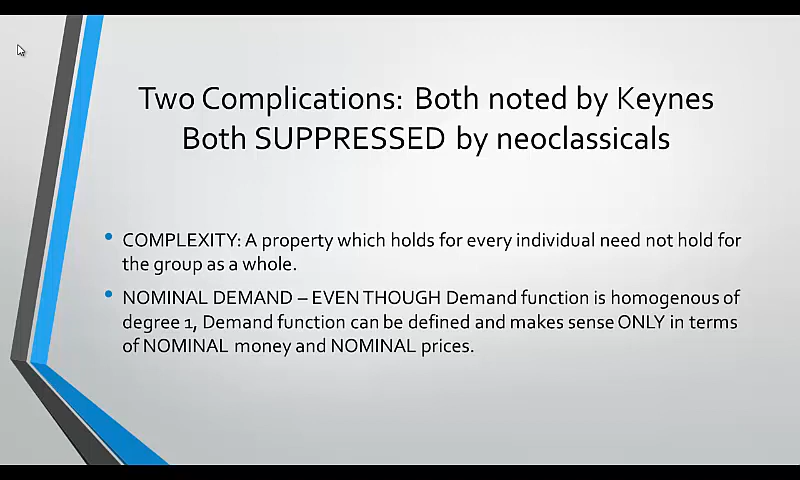 Two Complications: Both noted by Keynes
Both SUPPRESSED by neoclassicals
• COMPLEXITY: A property which holds for every individual need not hold for
the group as a whole.
• NOMINAL DEMAND – EVEN THOUGH Demand function is homogenous of
degree 1, Demand function can be defined and makes sense ONLY in terms
of NOMINAL money and NOMINAL prices.